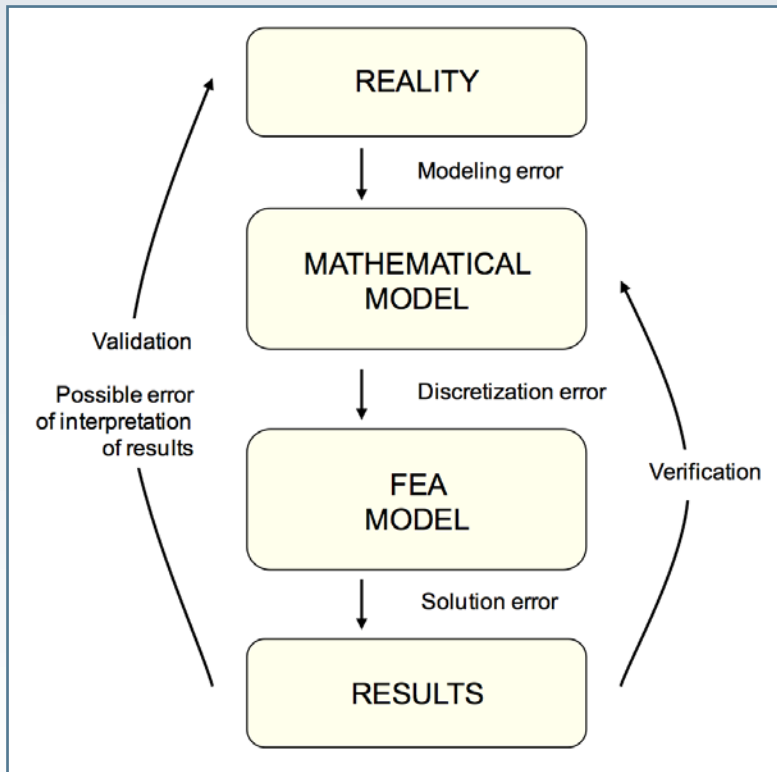 REALITY
Modeling error
MATHEMATICAL
MODEL
Validation
Possible error
of interpretation
of results
Discretization error
FEA
MODEL
Verification
Solution error
RESULTS